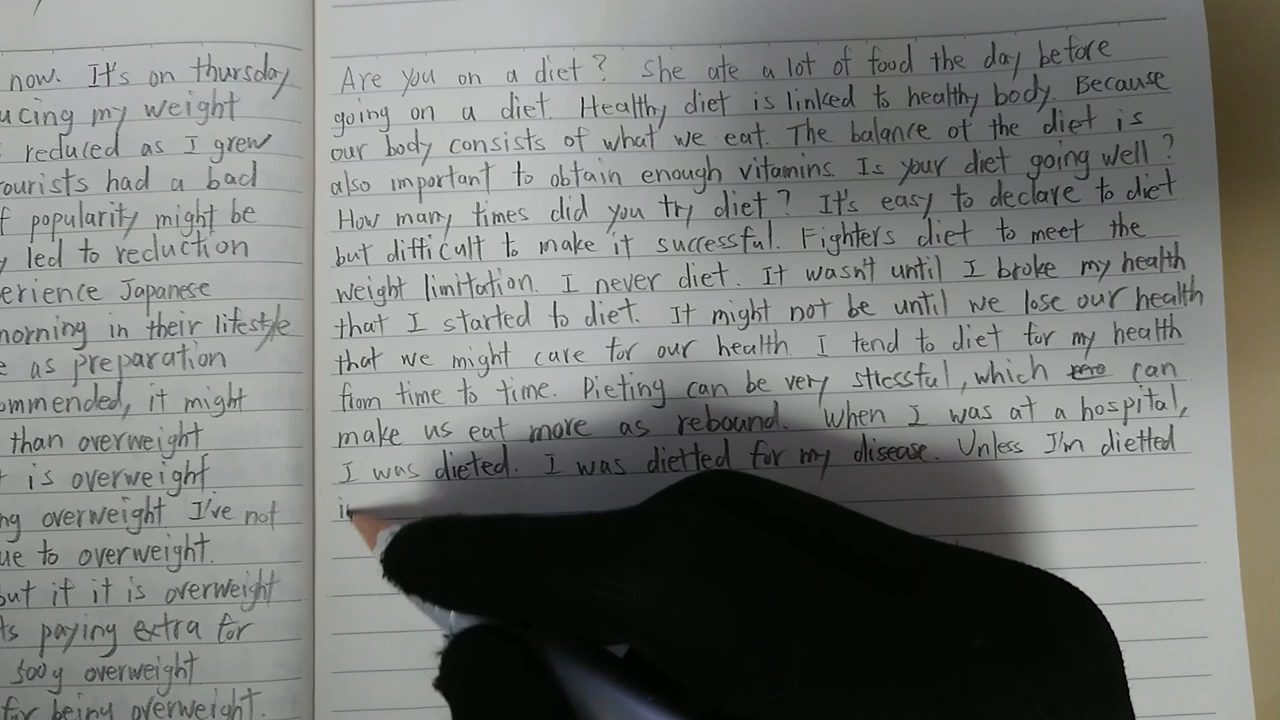 now. It's on thursday
ucing my weight
reduced as I grew
ourists had a bad
f popularity might be
y led to reduction
erience Japanese
morning in their lifestyle
e as preparation
ommended, it might
than overweight
t is overweight
ng overweight I've not
ue to overweight.
but if it is overweight
ts paying extra for
500g overweight
for being overweight.
Are you on a diet? She ate a lot of food the day before
going on a diet. Healthy diet is linked to healthy body. Because
our body consists of what we eat. The balance of the diet is
also important to obtain enough vitamins. Is your diet going well?
How many times did you try diet? It's easy to declare to diet
but difficult to make it successful. Fighters diet to meet the
weight limitation. I never diet. It wasn't until I broke my health
that I started to diet. It might not be until we lose our health
that we might care for our health. I tend to diet for my health
from time to time. Dieting can be very stressful, which can
make us eat more as rebound. When I was at a hospital,
I was dieted. I was dietted for my disease. Unless I'm dietted